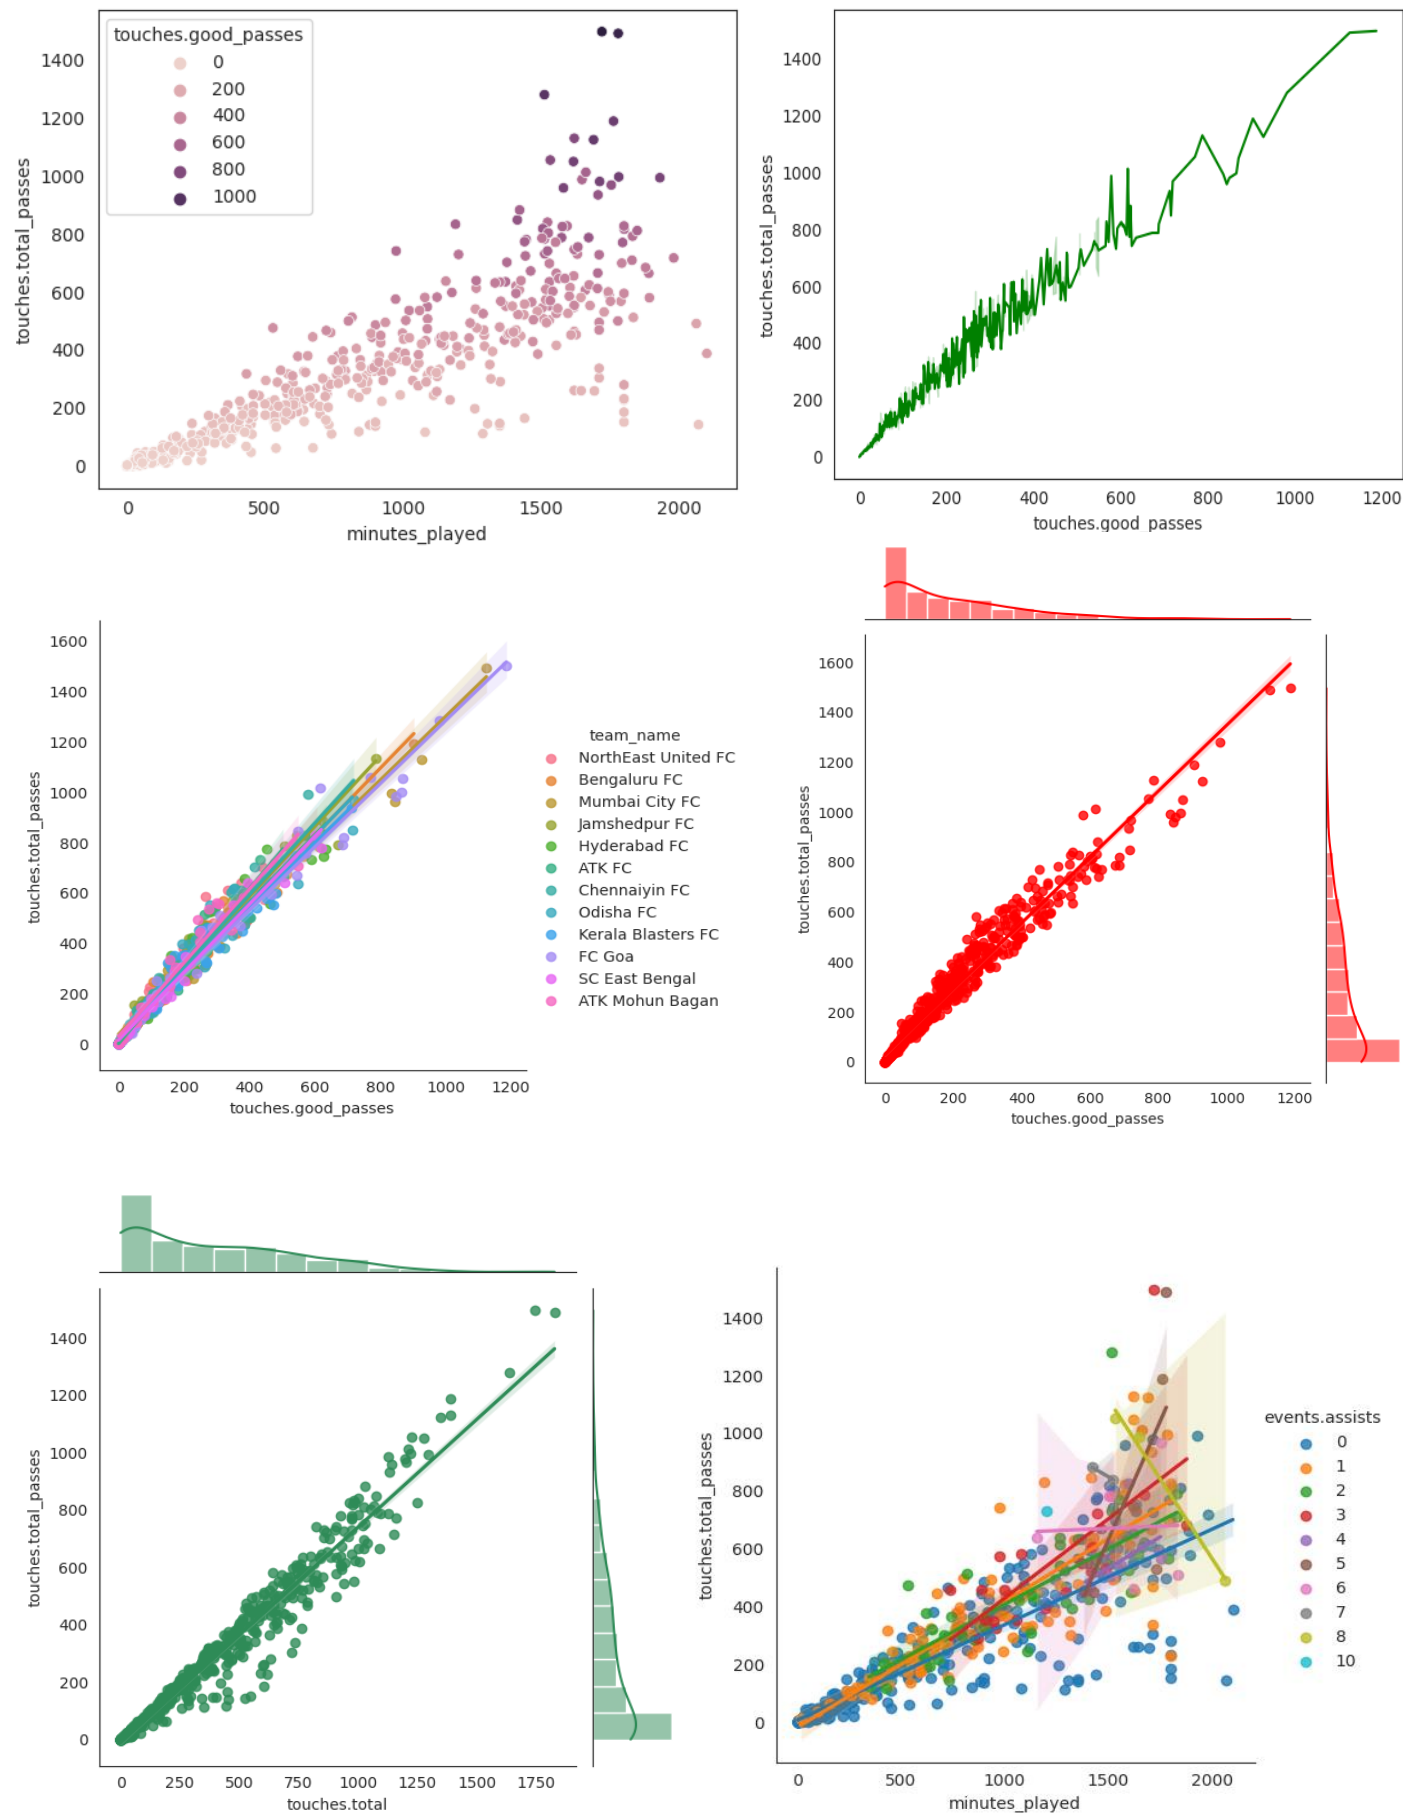 touches.good_passes
0
200
400
600
800
1000
1400
1200
1000
800
600
400
200
0
touches.total_passes
0 500 1000 1500 2000
minutes_played
1400
1200
1000
800
600
400
200
0
touches.total_passes
0 200 400 600 800 1000 1200
touches.good passes
1600
1400
1200
1000
800
600
400
200
0
touches.total_passes
0 200 400 600 800 1000 1200
touches.good_passes
team_name
NorthEast United FC
Bengaluru FC
Mumbai City FC
Jamshedpur FC
Hyderabad FC
ATK FC
Chennaiyin FC
Odisha FC
Kerala Blasters FC
FC Goa
SC East Bengal
ATK Mohun Bagan
1600
1400
1200
1000
800
600
400
200
0
touches.total_passes
0 200 400 600 800 1000 1200
touches.good_passes
1400
1200
1000
800
600
400
200
0
touches.total_passes
0 250 500 750 1000 1250 1500 1750
touches.total
1400
1200
1000
800
600
400
200
0
touches.total_passes
0 500 1000 1500 2000
minutes_played
events.assists
0
1
2
3
4
5
6
7
8
10